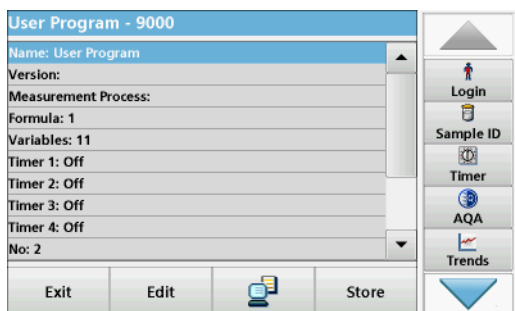 User Program - 9000
Name: User Program
Version:
Measurement Process:
Formula: 1
Variables: 11
Timer 1: Off
Timer 2: Off
Timer 3: Off
Timer 4: Off
No: 2
Exit
Edit
Store
Login
Sample ID
Timer
AQA
Trends